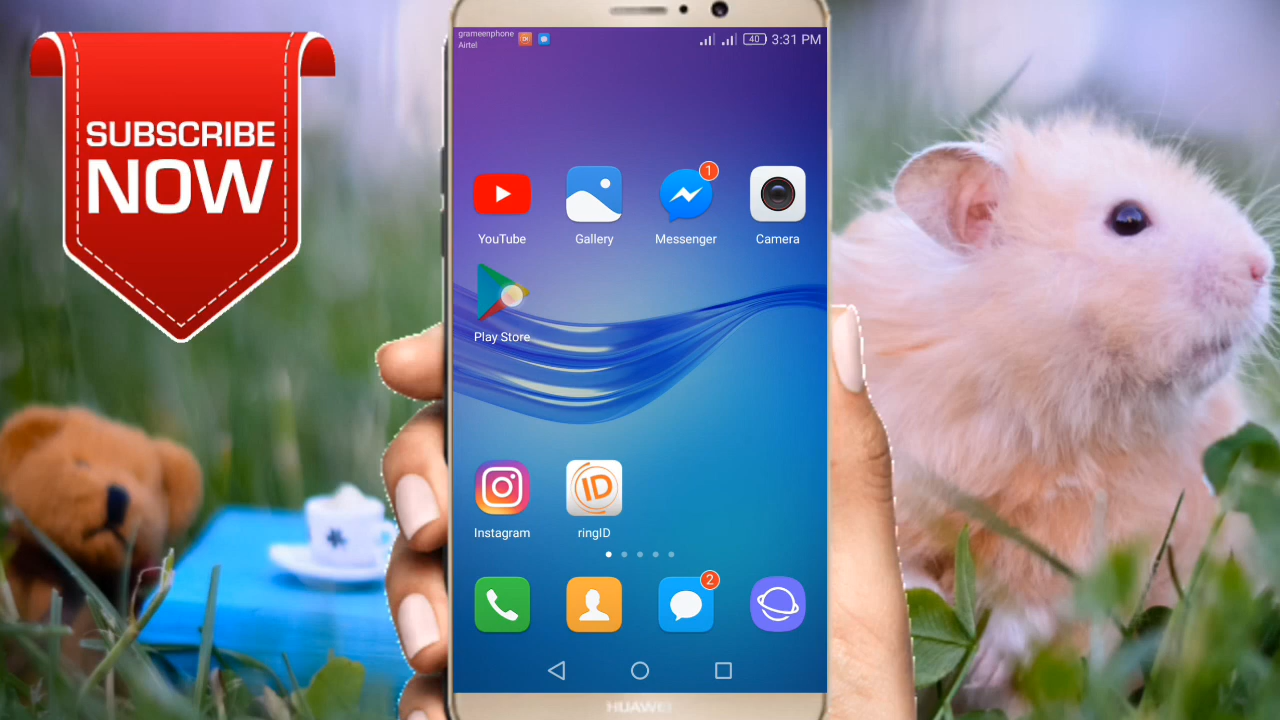 SUBSCRIBE
NOW
grameenphone
Airtel
40 3:31 PM
1
YouTube
Gallery
Messenger
Camera
Play Store
ID
Instagram
ringID
2
HUAWEI